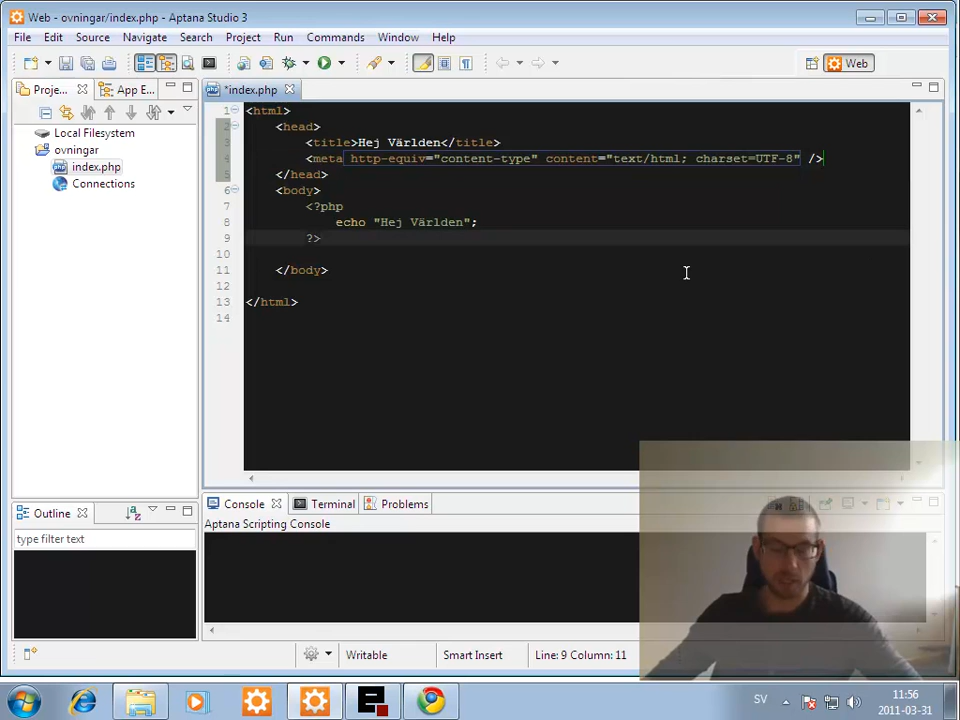 Web - ovningar/index.php - Aptana Studio 3
File Edit Source Navigate Search Project Run Commands Window Help
Web
Proje... App E...
*index.php
Local Filesystem
ovningar
index.php
Connections
1 <html>
2 <head>
3 <title>Hej Världen</title>
4 <meta http-equiv="content-type" content="text/html; charset=UTF-8" />
5 </head>
6 <body>
7 <?php
8 echo "Hej Världen";
9 ?>
10
11 </body>
12
13 </html>
14
Outline
type filter text
Console Terminal Problems
Aptana Scripting Console
Writable Smart Insert Line: 9 Column: 11
SV
11:56
2011-03-31